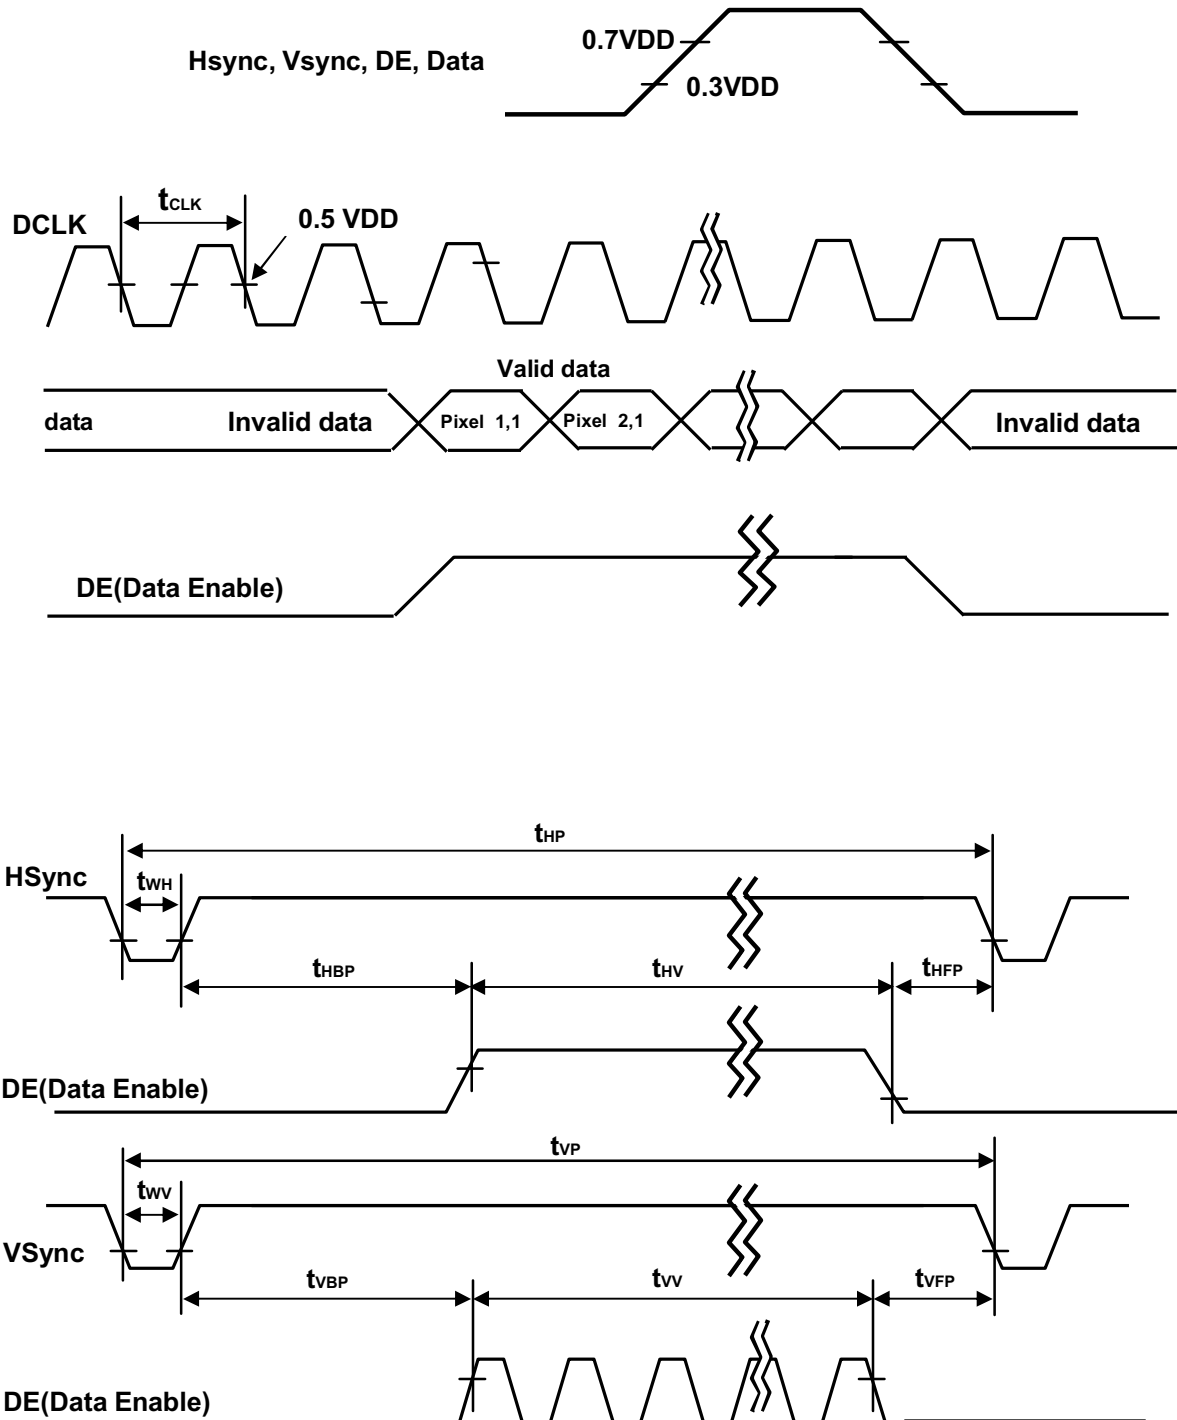 0.7VDD
Hsync, Vsync, DE, Data
0.3VDD
tCLK
DCLK
0.5 VDD
Valid data
data
Invalid data
Pixel 1,1
Pixel 2,1
Invalid data
DE(Data Enable)
tHP
HSync
tWH
tHBP
tHV
tHFP
DE(Data Enable)
tVP
tWV
VSync
tVBP
tVV
tVFP
DE(Data Enable)